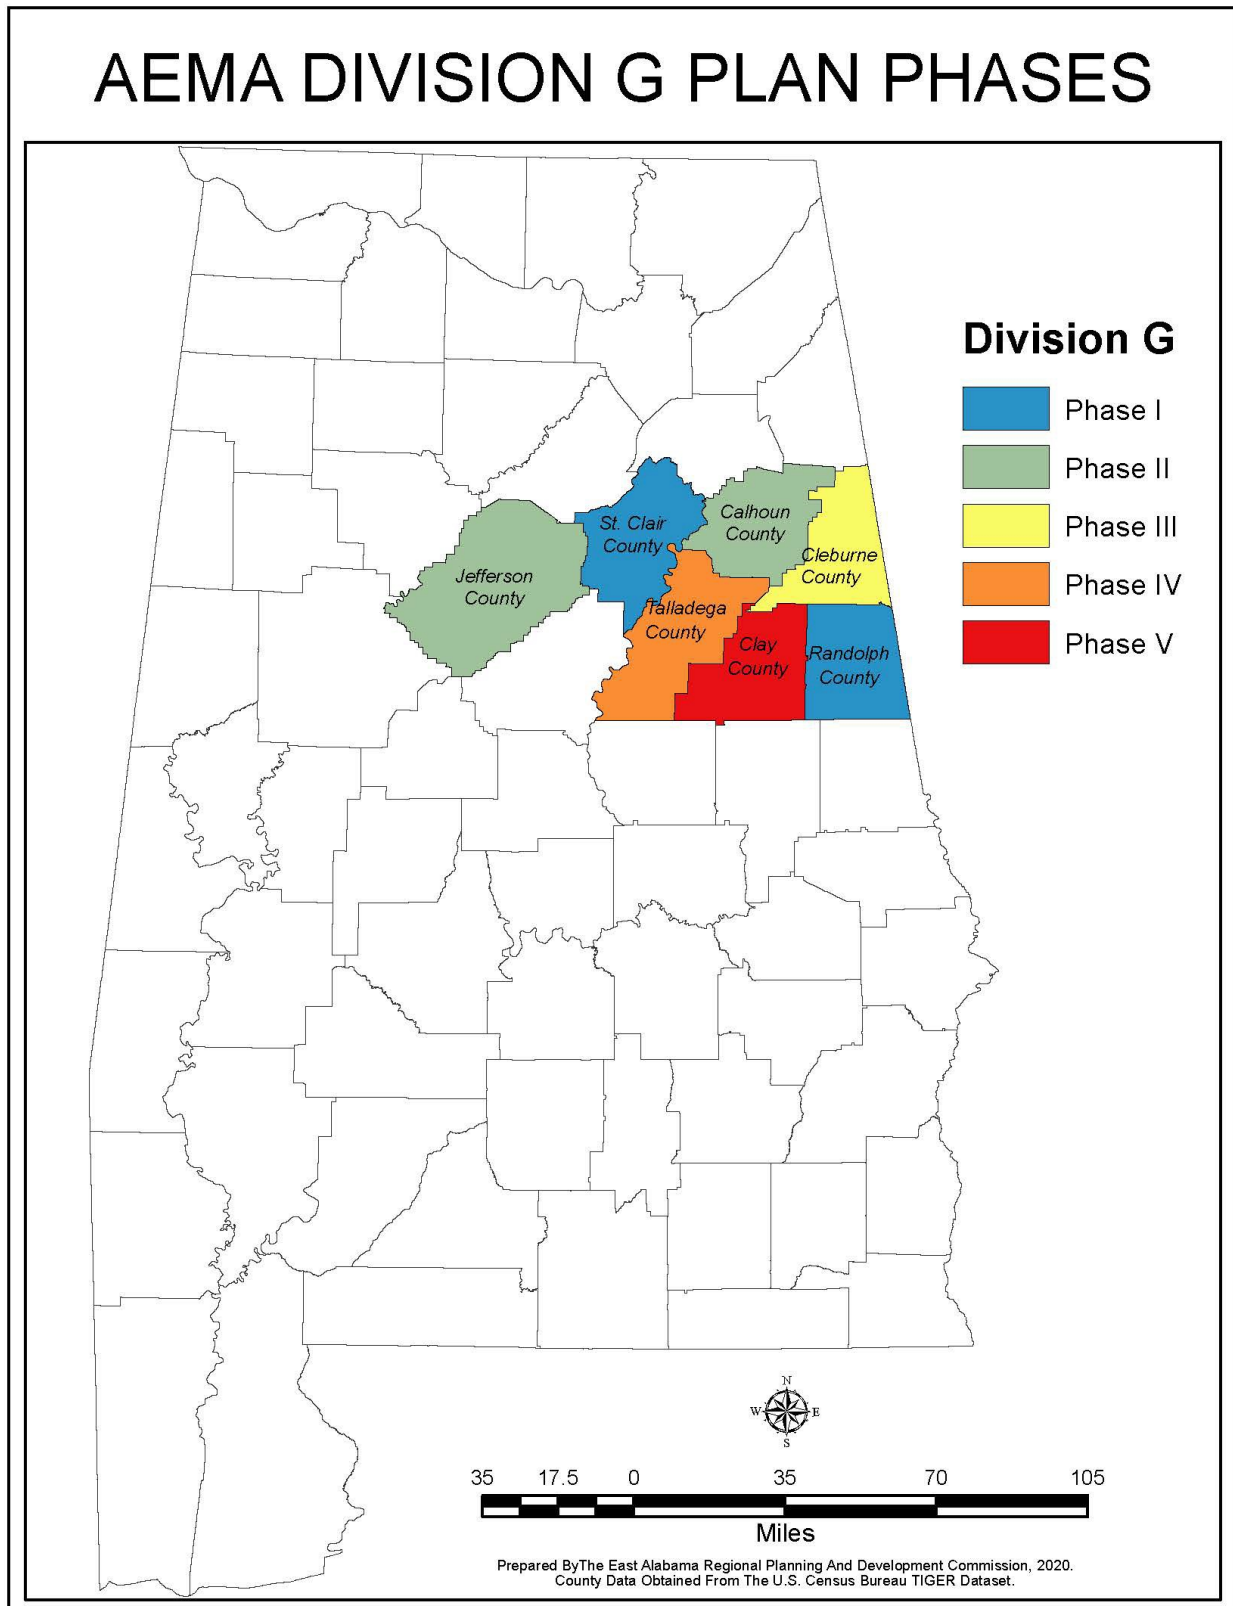 AEMA DIVISION G PLAN PHASES
Division G
Phase I
Phase II
Phase III
Phase IV
Phase V
St. Clair
County
Calhoun
County
Cleburne
County
Jefferson
County
Talladega
County
Clay
County
Randolph
County
N
W E
S
35 17.5 0 35 70 105
Miles
Prepared ByThe East Alabama Regional Planning And Development Commission, 2020.
County Data Obtained From The U.S. Census Bureau TIGER Dataset.